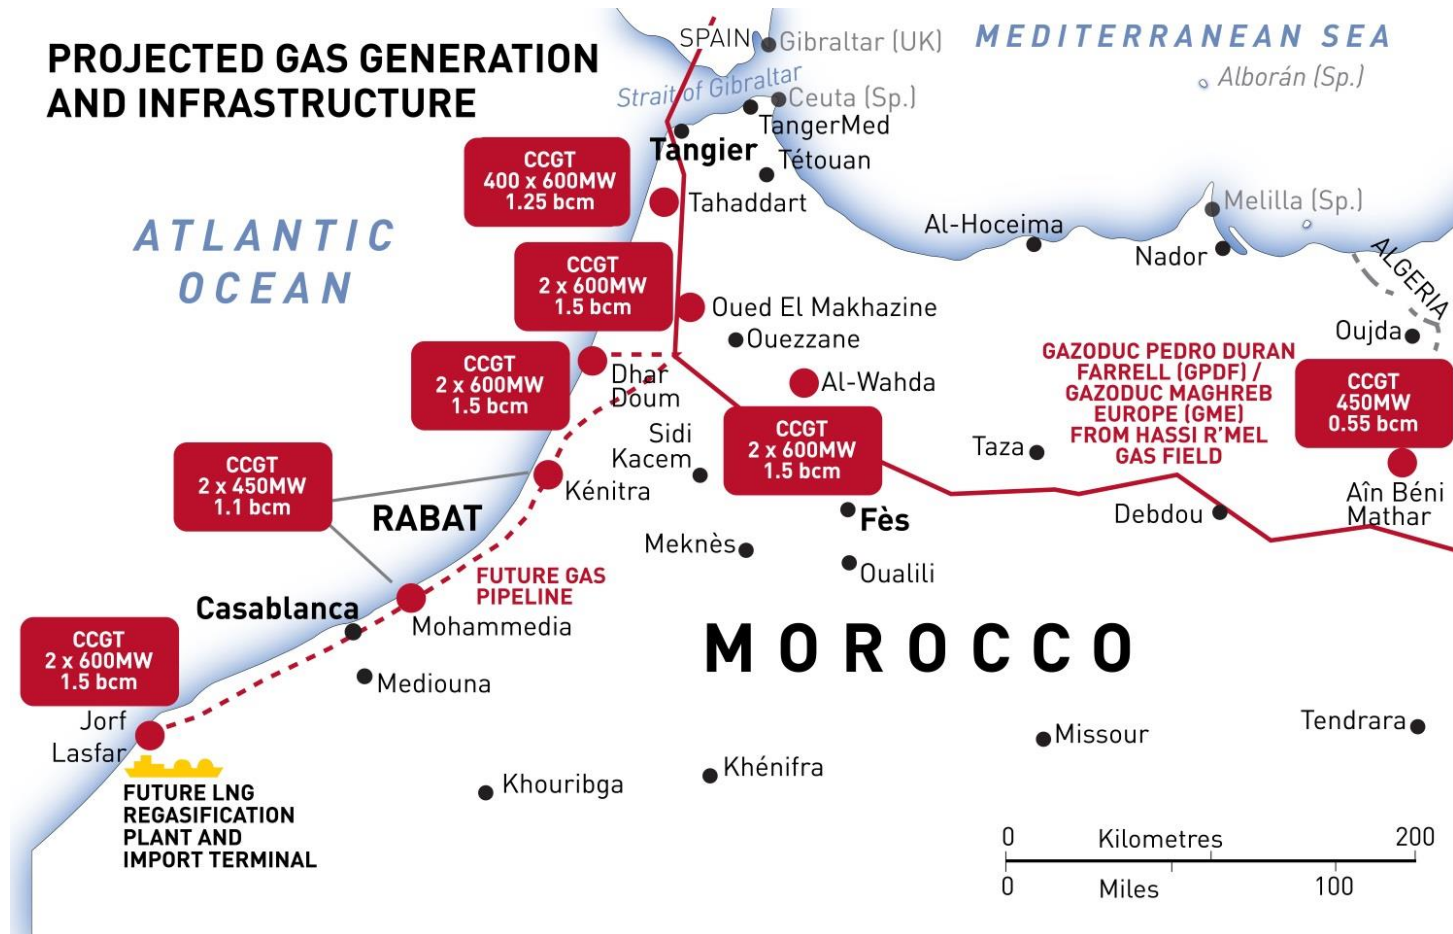 PROJECTED GAS GENERATION
AND INFRASTRUCTURE
SPAIN
Gibraltar (UK)
MEDITERRANEAN SEA
Alborán (Sp.)
Strait of Gibraltar
Ceuta (Sp.)
TangerMed
Tangier
Tétouan
CCGT
400 x 600MW
1.25 bcm
Tahaddart
ATLANTIC
OCEAN
Al-Hoceima
Melilla (Sp.)
Nador
ALGERIA
CCGT
2 x 600MW
1.5 bcm
Oued El Makhazine
Ouezzane
Oujda
CCGT
2 x 600MW
1.5 bcm
Dhar
Doum
Al-Wahda
GAZODUC PEDRO DURAN
FARRELL (GPDF) /
GAZODUC MAGHREB
EUROPE (GME)
FROM HASSI R'MEL
GAS FIELD
CCGT
450MW
0.55 bcm
CCGT
2 x 600MW
1.5 bcm
Sidi
Kacem
Taza
Aîn Béni
Mathar
CCGT
2 x 450MW
1.1 bcm
Kénitra
RABAT
Fès
Debdou
Meknès
Oualili
FUTURE GAS
PIPELINE
Casablanca
Mohammedia
MOROCCO
CCGT
2 x 600MW
1.5 bcm
Mediouna
Jorf
Lasfar
Missour
Tendrara
Khouribga
Khénifra
FUTURE LNG
REGASIFICATION
PLANT AND
IMPORT TERMINAL
0 Kilometres 200
0 Miles 100